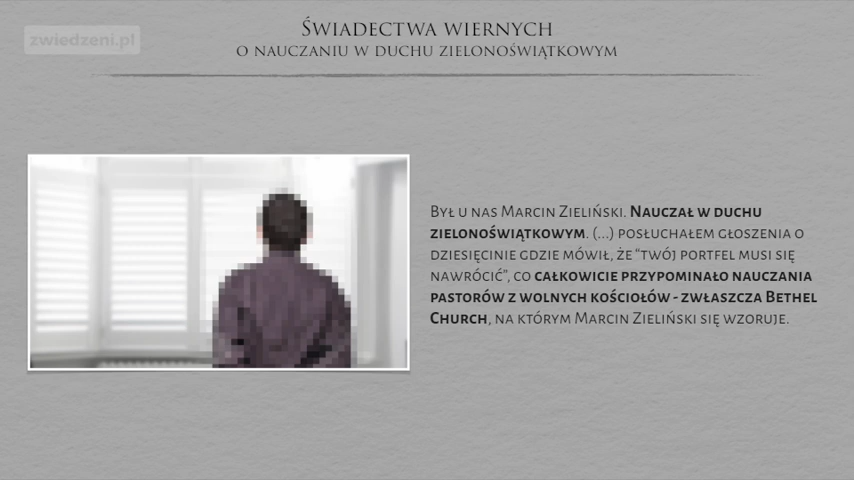 zwiedzeni.pl
Świadectwa wiernych
o nauczaniu w duchu zielonoświątkowym
Był u nas Marcin Zieliński. Nauczał w duchu
zielonoświątkowym. (...) posłuchałem głoszenia o
dziesięcinie gdzie mówił, że “twój portfel musi się
nawrócić”, co całkowicie przypominało nauczania
pastorów z wolnych kościołów - zwłaszcza Bethel
Church, na którym Marcin Zieliński się wzoruje.